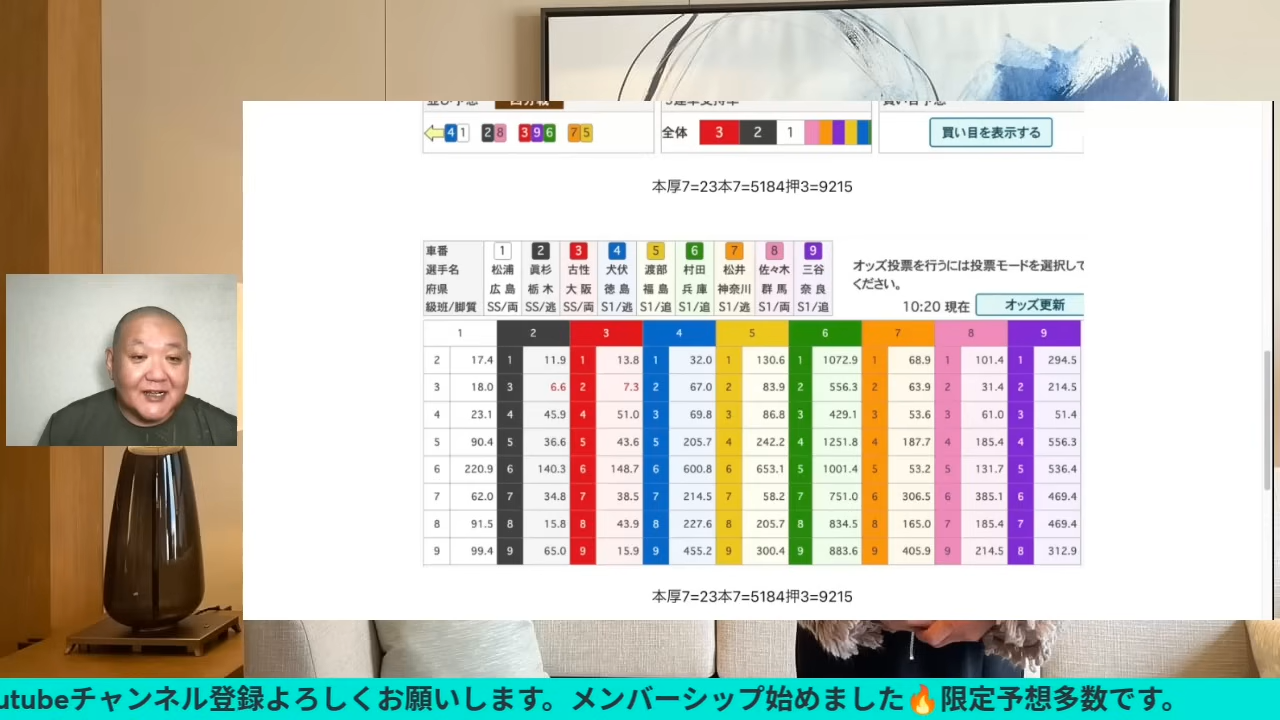 並び予想 四分戦 3連率支持率 買い目予想
4 1 2 8 3 9 6 7 5 全体 3 2 1 買い目を表示する
本厚7=23本7=5184押3=9215
車番 1 2 3 4 5 6 7 8 9
選手名 松浦 眞杉 古性 犬伏 渡部 村田 松井 佐々木 三谷
府県 広島 栃木 大阪 徳島 福島 兵庫 神奈川 群馬 奈良
級班/脚質 SS/両 SS/逃 SS/両 S1/逃 S1/追 S1/追 S1/逃 S1/両 S1/追
オッズ投票を行うには投票モードを選択して
ください。
10:20 現在 オッズ更新
1 2 3 4 5 6 7 8 9
2 17.4 1 11.9 1 13.8 1 32.0 1 130.6 1 1072.9 1 68.9 1 101.4 1 294.5
3 18.0 3 6.6 2 7.3 2 67.0 2 83.9 2 556.3 2 63.9 2 31.4 2 214.5
4 23.1 4 45.9 4 51.0 3 69.8 3 86.8 3 429.1 3 53.6 3 61.0 3 51.4
5 90.4 5 36.6 5 43.6 5 205.7 4 242.2 4 1251.8 4 187.7 4 185.4 4 556.3
6 220.9 6 140.3 6 148.7 6 600.8 6 653.1 5 1001.4 5 53.2 5 131.7 5 536.4
7 62.0 7 34.8 7 38.5 7 214.5 7 58.2 7 751.0 6 306.5 6 385.1 6 469.4
8 91.5 8 15.8 8 43.9 8 227.6 8 205.7 8 834.5 8 165.0 7 185.4 7 469.4
9 99.4 9 65.0 9 15.9 9 455.2 9 300.4 9 883.6 9 405.9 9 214.5 8 312.9
本厚7=23本7=5184押3=9215
utubeチャンネル登録よろしくお願いします。メンバーシップ始めました🔥限定予想多数です。